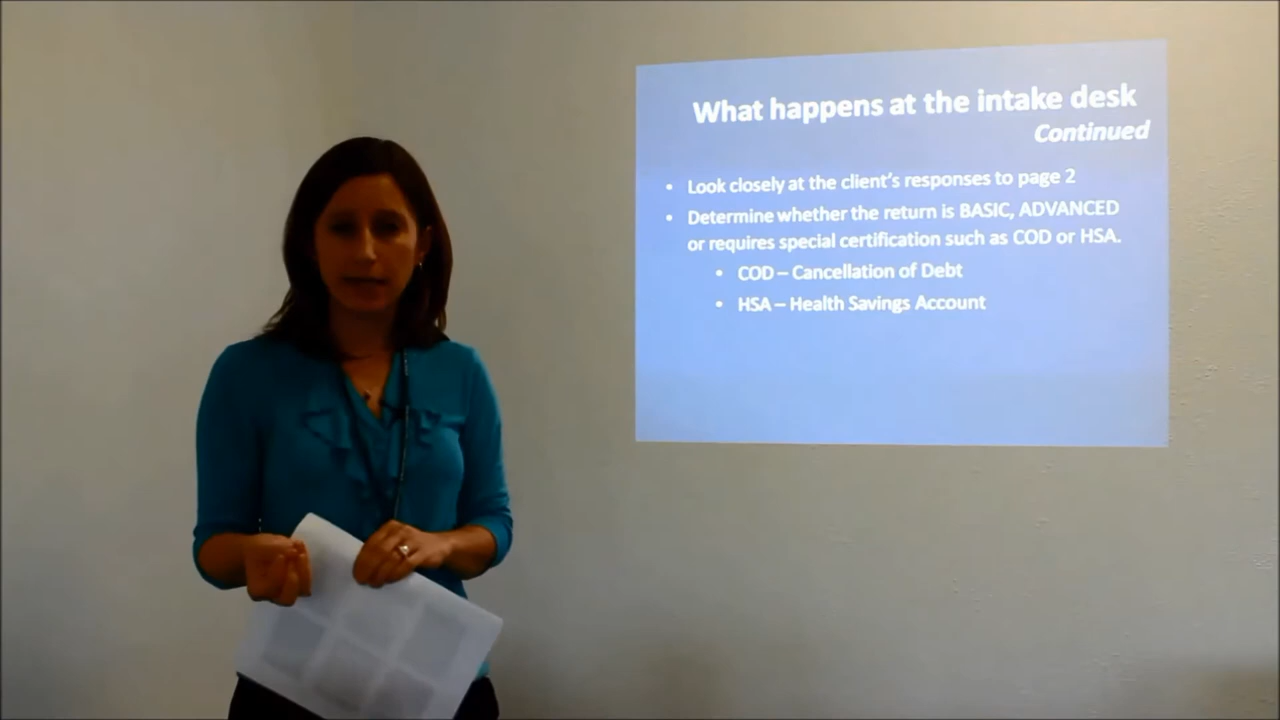 What happens at the intake desk
Continued
• Look closely at the client's responses to page 2
• Determine whether the return is BASIC, ADVANCED
or requires special certification such as COD or HSA.
• COD – Cancellation of Debt
• HSA – Health Savings Account